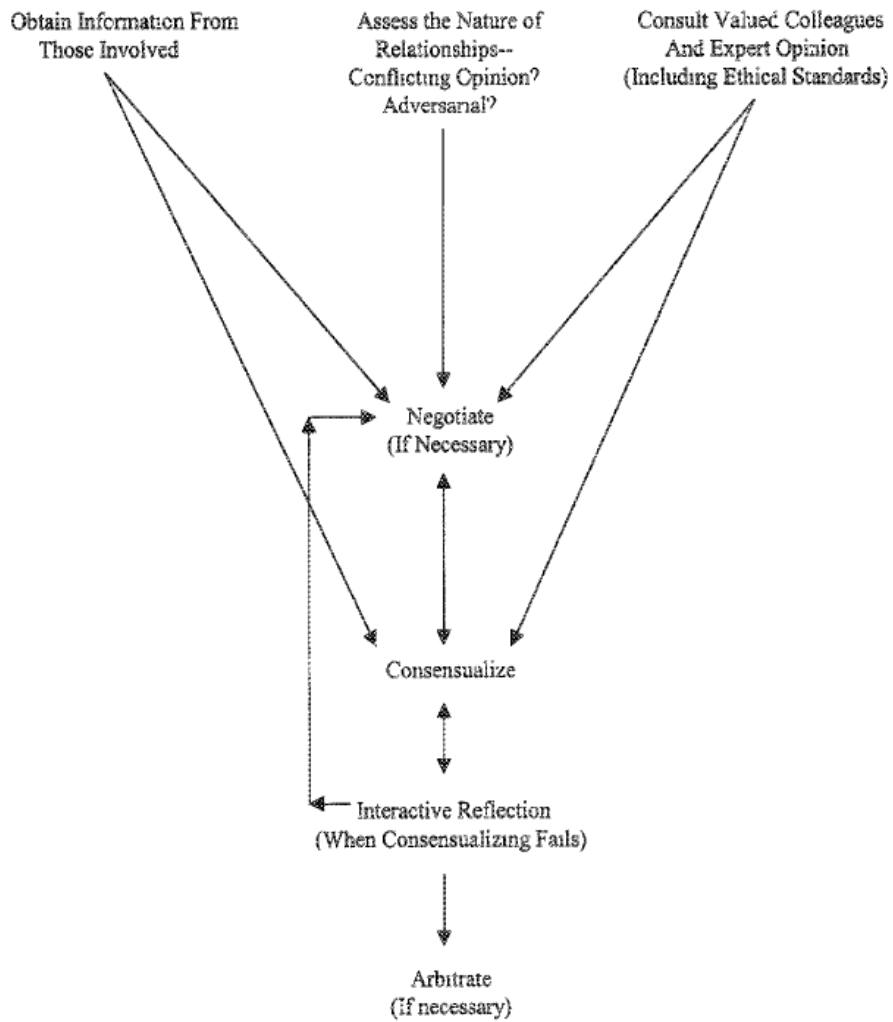 Obtain Information From
Those Involved
Assess the Nature of
Relationships--
Conflicting Opinion?
Adversarial?
Consult Valued Colleagues
And Expert Opinion
(Including Ethical Standards)
Negotiate
(If Necessary)
Consensualize
Interactive Reflection
(When Consensualizing Fails)
Arbitrate
(If necessary)